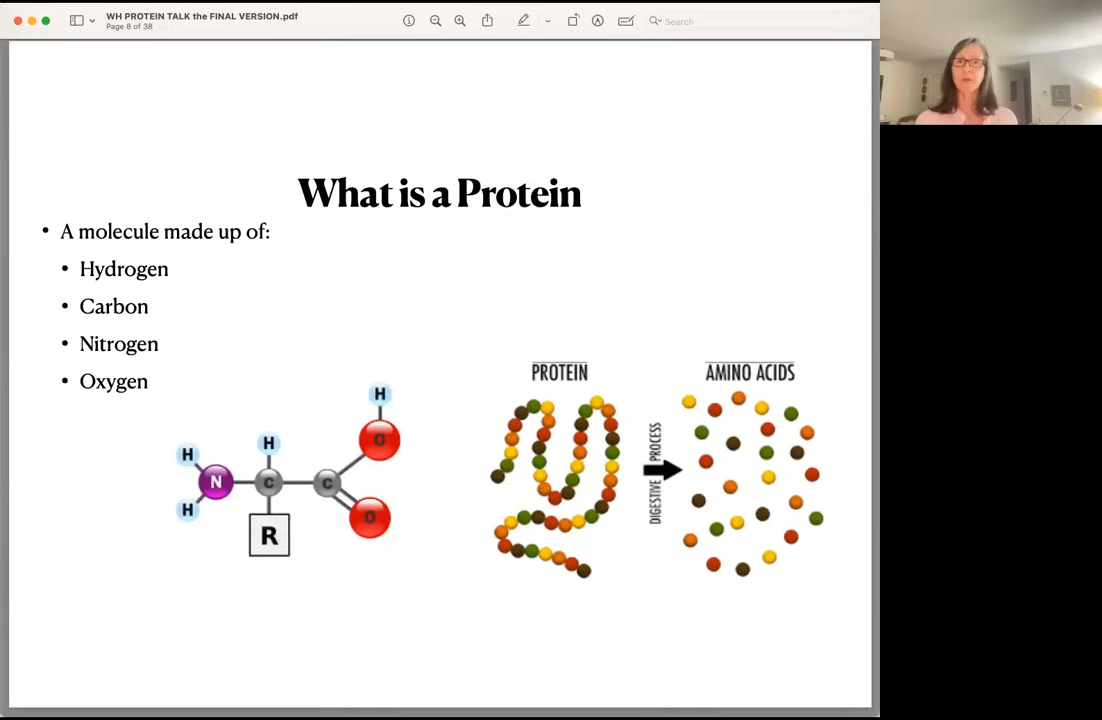 WH PROTEIN TALK the FINAL VERSION.pdf
Page 8 of 38
Search
What is a Protein
• A molecule made up of:
• Hydrogen
• Carbon
• Nitrogen
• Oxygen
H
O
H
H
N
C
C
H
O
R
PROTEIN
DIGESTIVE PROCESS
AMINO ACIDS